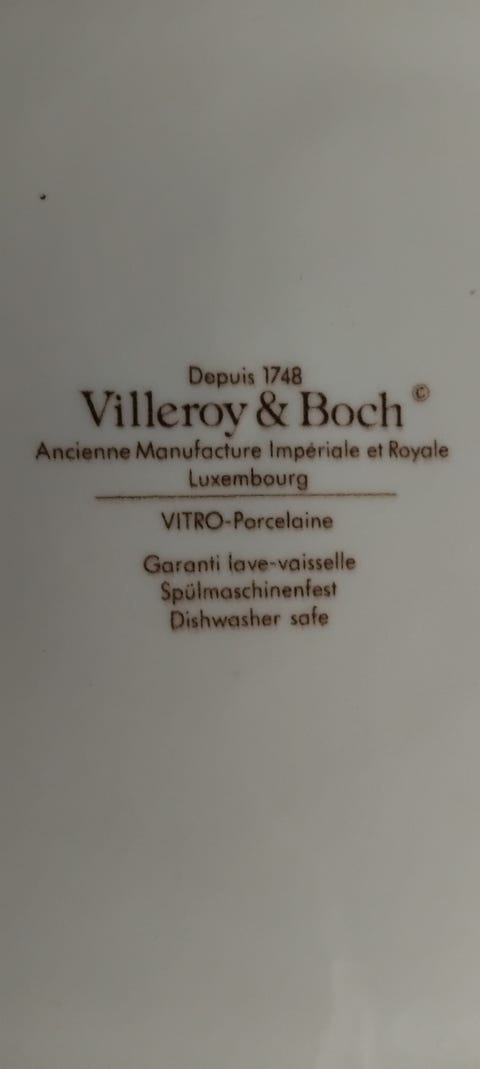 Depuis 1748
Villeroy & Boch ©
Ancienne Manufacture Impériale et Royale
Luxembourg
VITRO-Porcelaine
Garanti lave-vaisselle
Spülmaschinenfest
Dishwasher safe